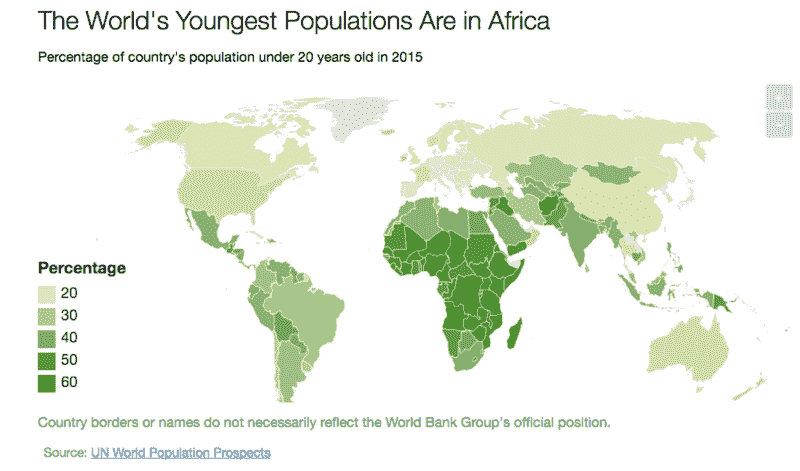 The World's Youngest Populations Are in Africa
Percentage of country's population under 20 years old in 2015
+
−
Percentage
20
30
40
50
60
Country borders or names do not necessarily reflect the World Bank Group's official position.
Source: UN World Population Prospects